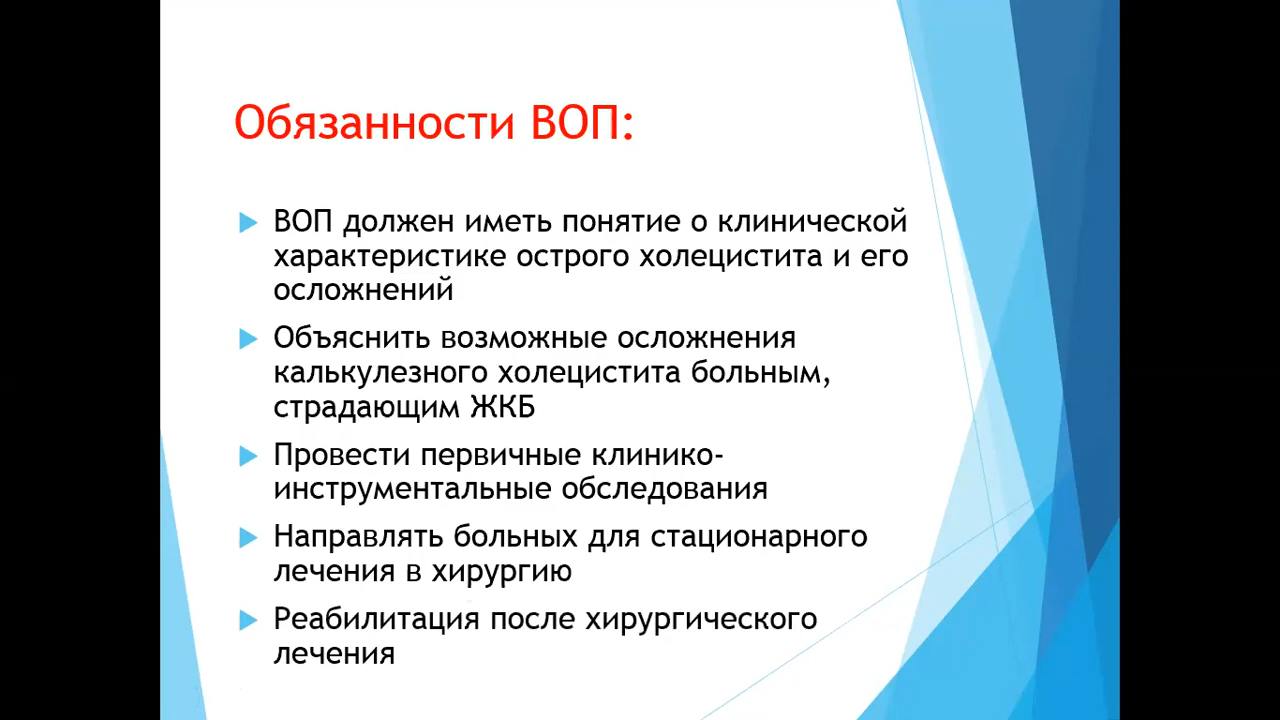 Обязанности ВОП:
ВОП должен иметь понятие о клинической
характеристике острого холецистита и его
осложнений
Объяснить возможные осложнения
калькулезного холецистита больным,
страдающим ЖКБ
Провести первичные клинико-
инструментальные обследования
Направлять больных для стационарного
лечения в хирургию
Реабилитация после хирургического
лечения